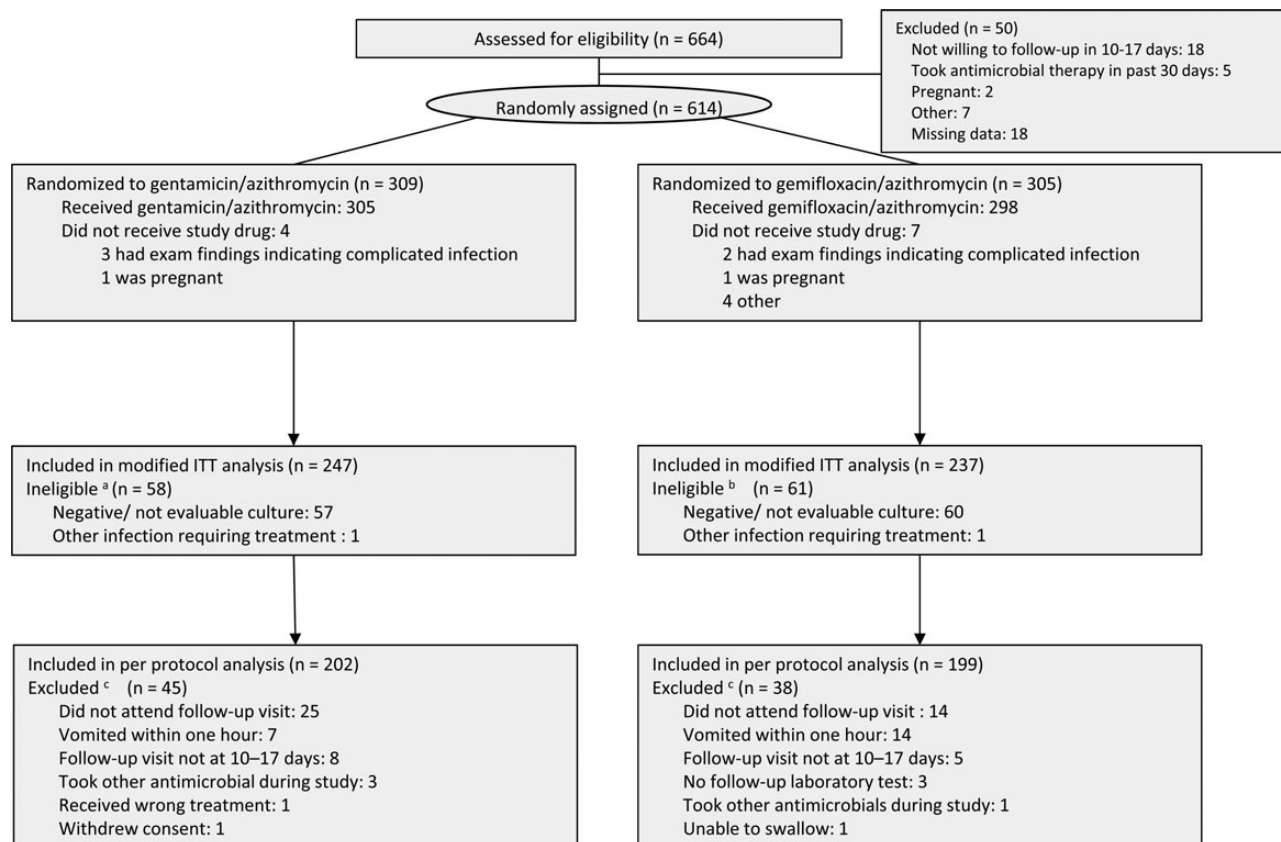 Assessed for eligibility (n = 664)
Excluded (n = 50)
Not willing to follow-up in 10-17 days: 18
Took antimicrobial therapy in past 30 days: 5
Pregnant: 2
Other: 7
Missing data: 18
Randomly assigned (n = 614)
Randomized to gentamicin/azithromycin (n = 309)
Received gentamicin/azithromycin: 305
Did not receive study drug: 4
3 had exam findings indicating complicated infection
1 was pregnant
Randomized to gemifloxacin/azithromycin (n = 305)
Received gemifloxacin/azithromycin: 298
Did not receive study drug: 7
2 had exam findings indicating complicated infection
1 was pregnant
4 other
Included in modified ITT analysis (n = 247)
Ineligible a (n = 58)
Negative/ not evaluable culture: 57
Other infection requiring treatment : 1
Included in modified ITT analysis (n = 237)
Ineligible b (n = 61)
Negative/ not evaluable culture: 60
Other infection requiring treatment: 1
Included in per protocol analysis (n = 202)
Excluded c (n = 45)
Did not attend follow-up visit: 25
Vomited within one hour: 7
Follow-up visit not at 10–17 days: 8
Took other antimicrobial during study: 3
Received wrong treatment: 1
Withdrew consent: 1
Included in per protocol analysis (n = 199)
Excluded c (n = 38)
Did not attend follow-up visit : 14
Vomited within one hour: 14
Follow-up visit not at 10–17 days: 5
No follow-up laboratory test: 3
Took other antimicrobials during study: 1
Unable to swallow: 1